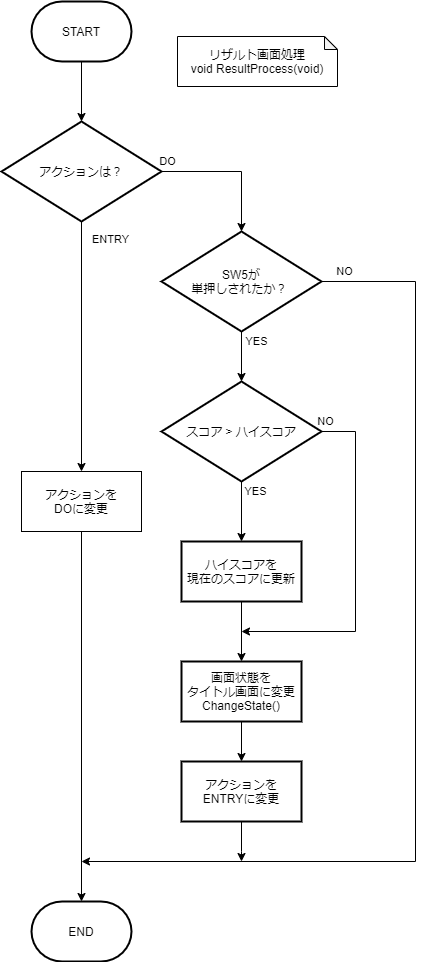 START
リザルト画面処理
void ResultProcess(void)
アクションは？
DO
ENTRY
SW5が
単押しされたか？
NO
YES
スコア > ハイスコア
NO
YES
アクションを
DOに変更
ハイスコアを
現在のスコアに更新
画面状態を
タイトル画面に変更
ChangeState()
アクションを
ENTRYに変更
END